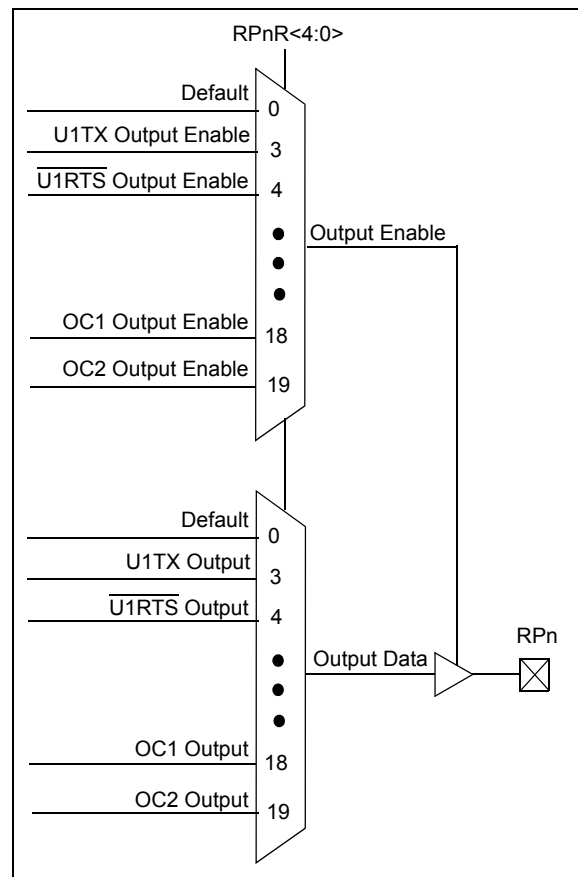 RPnR<4:0>
Default
0
U1TX Output Enable
3
U1RTS Output Enable
4
Output Enable
OC1 Output Enable
18
OC2 Output Enable
19
Default
0
U1TX Output
3
U1RTS Output
4
RPn
Output Data
OC1 Output
18
OC2 Output
19